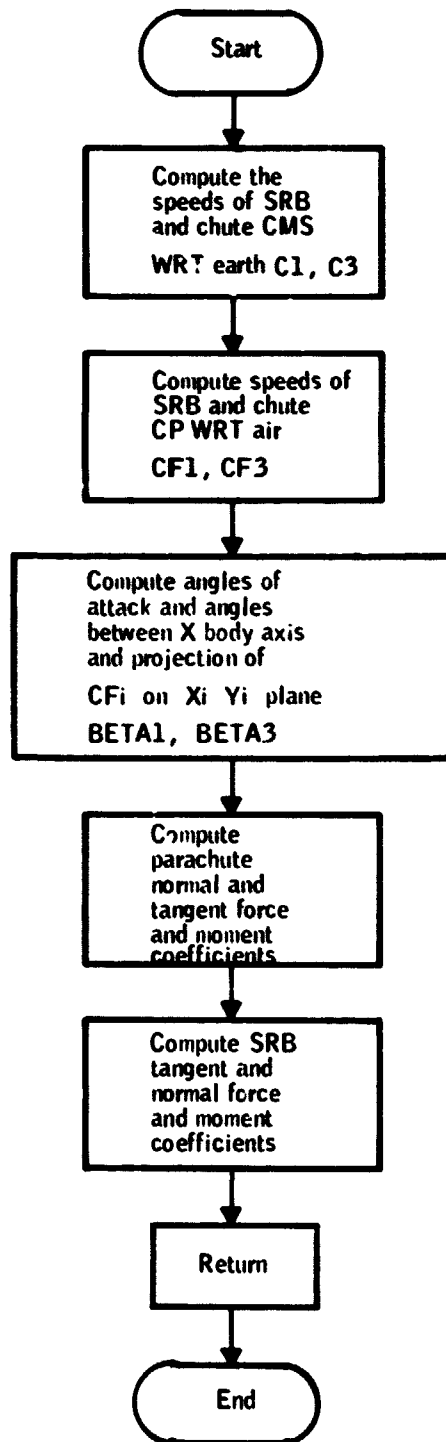 Start
Compute the
speeds of SRB
and chute CMS
WRT earth C1, C3
Compute speeds of
SRB and chute
CP WRT air
CF1, CF3
Compute angles of
attack and angles
between X body axis
and projection of
CFi on Xi Yi plane
BETA1, BETA3
Compute
parachute
normal and
tangent force
and moment
coefficients
Compute SRB
tangent and
normal force
and moment
coefficients
Return
End